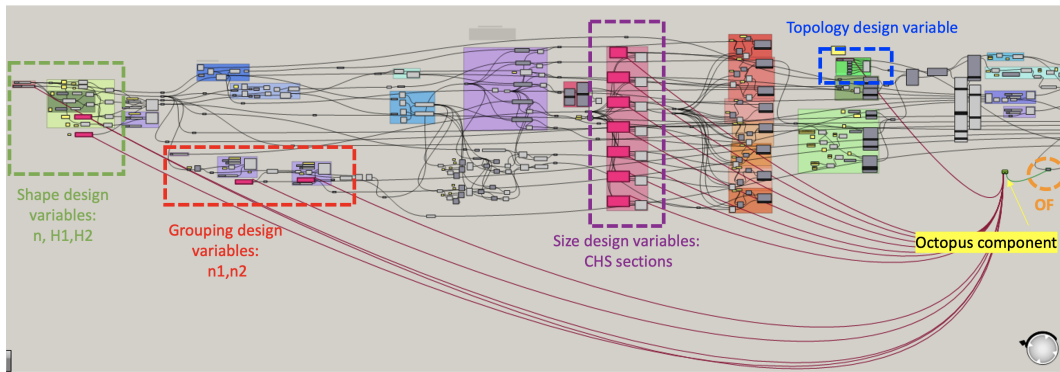 Topology design variable
Shape design
variables:
n, H1,H2
Grouping design
variables:
n1,n2
Size design variables:
CHS sections
OF
Octopus component